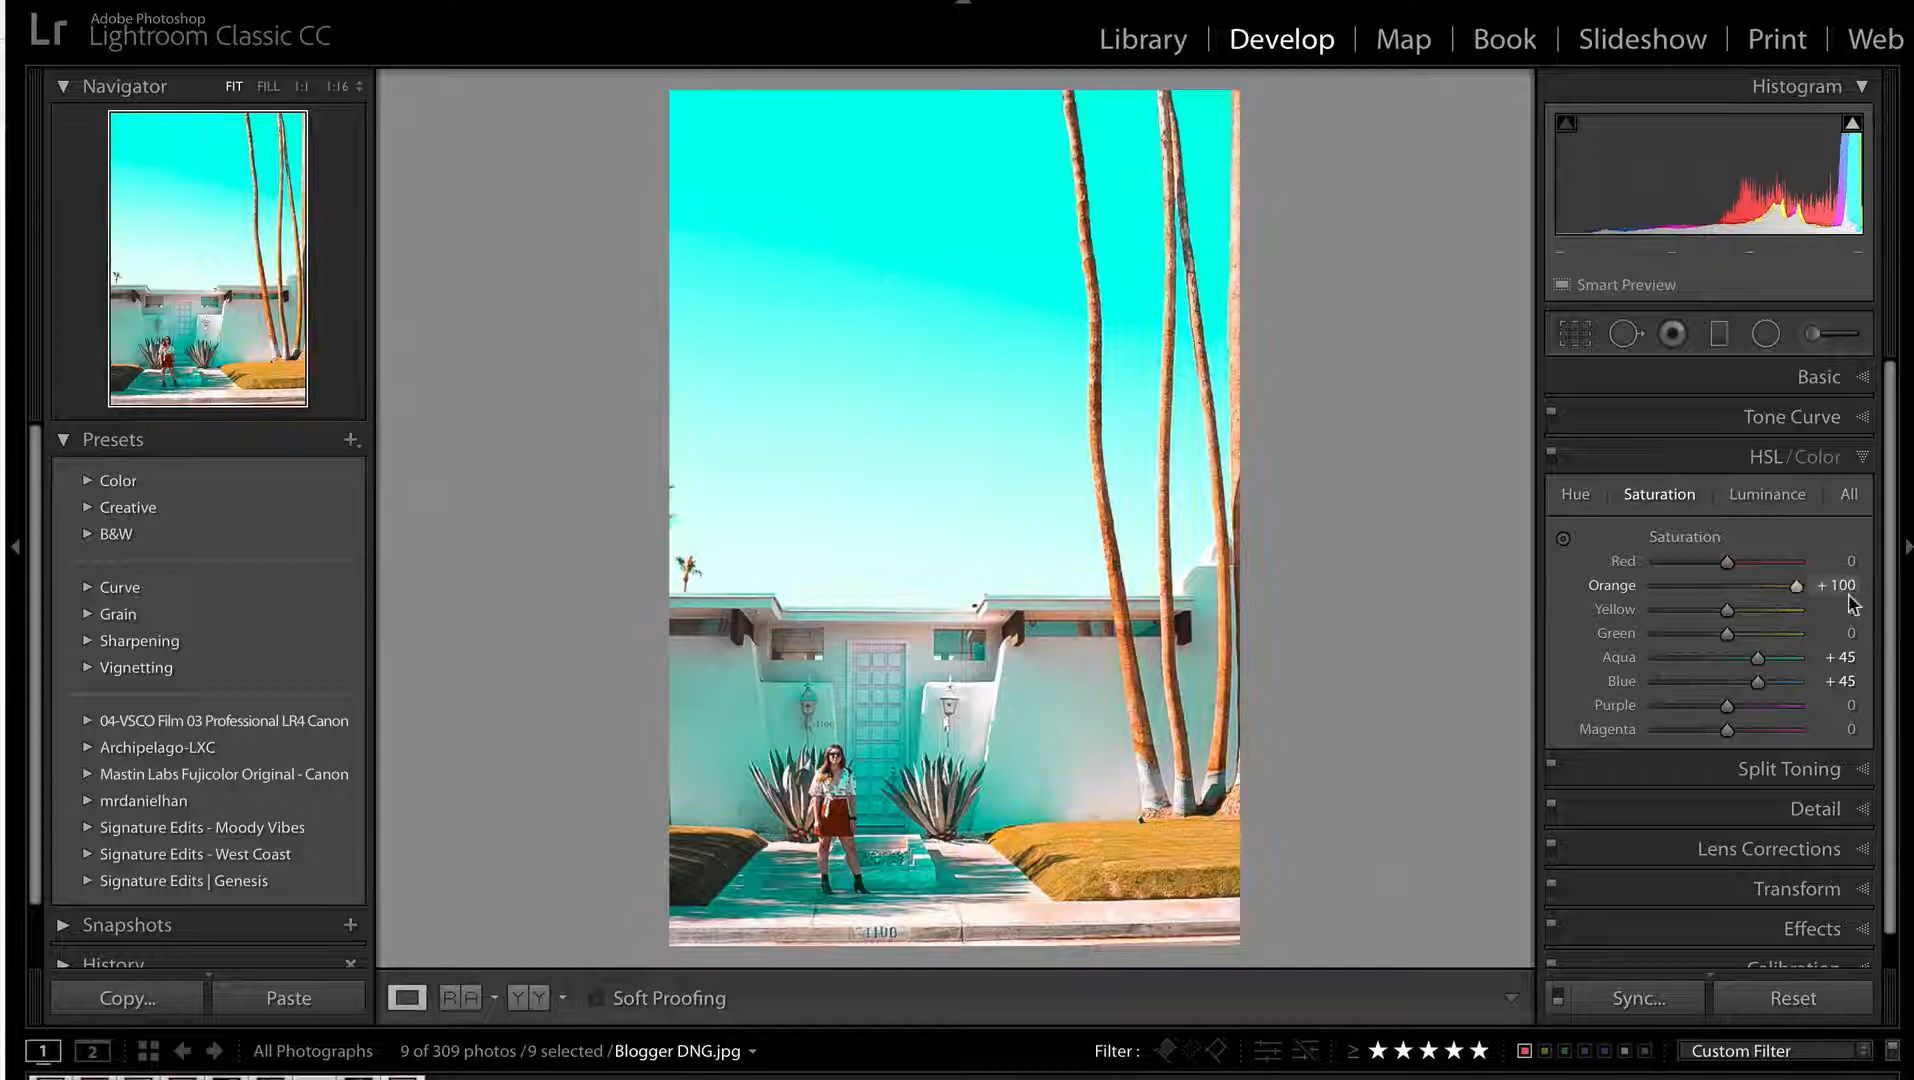 Lr Adobe Photoshop
Lightroom Classic CC
Library | Develop | Map | Book | Slideshow | Print | Web
Navigator FIT FILL 1:1 1:16
Presets
Color
Creative
B&W
Curve
Grain
Sharpening
Vignetting
04-VSCO Film 03 Professional LR4 Canon
Archipelago-LXC
Mastin Labs Fujicolor Original - Canon
mrdanielhan
Signature Edits - Moody Vibes
Signature Edits - West Coast
Signature Edits | Genesis
Snapshots
History
Copy... Paste
1100
RA YY Soft Proofing
Histogram
Smart Preview
Basic
Tone Curve
HSL / Color
Hue Saturation Luminance All
Saturation
Red 0
Orange + 100
Yellow
Green 0
Aqua + 45
Blue + 45
Purple 0
Magenta 0
Split Toning
Detail
Lens Corrections
Transform
Effects
Calibration
Sync... Reset
1 2 All Photographs 9 of 309 photos /9 selected /Blogger DNG.jpg Filter : ≥ ★★★★★ Custom Filter